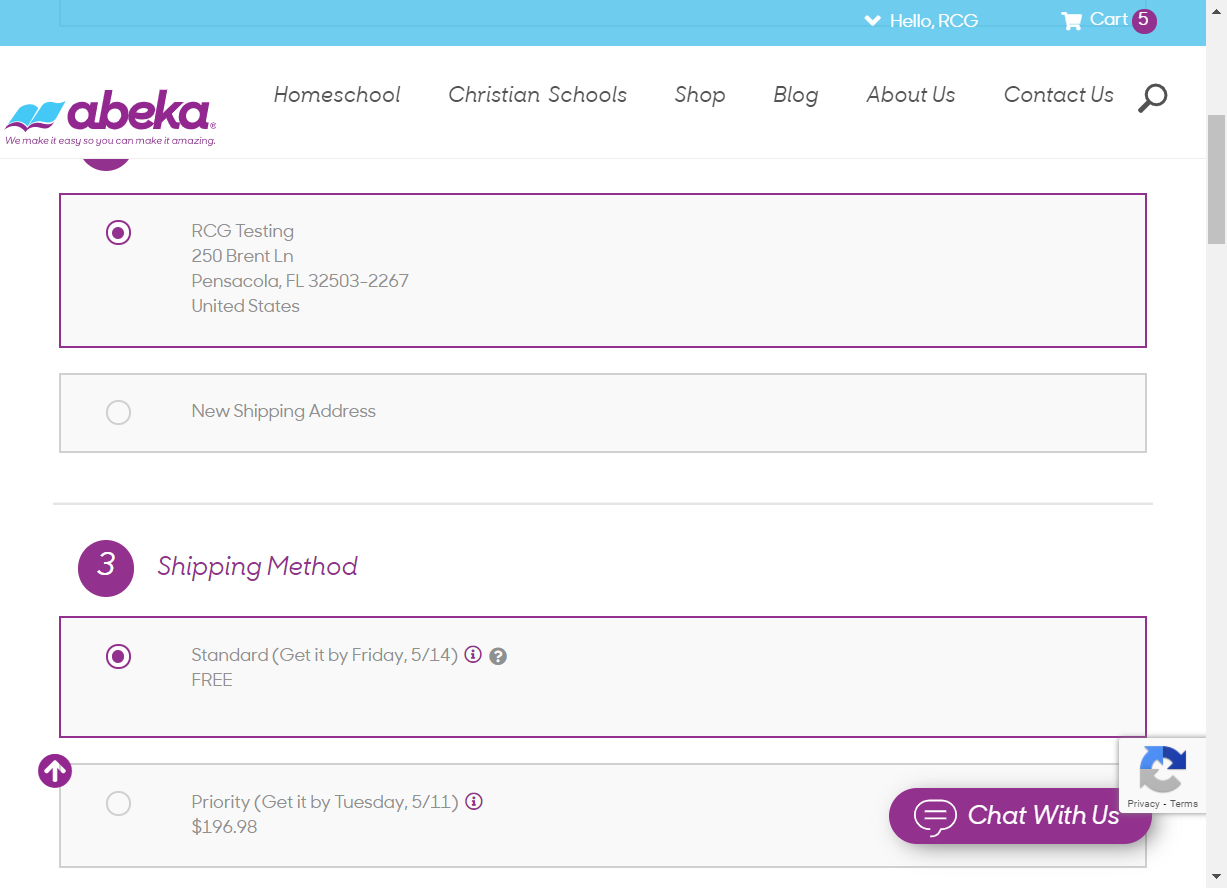 Hello, RCG
Cart 5
abeka®
We make it easy so you can make it amazing.
Homeschool
Christian Schools
Shop
Blog
About Us
Contact Us
RCG Testing
250 Brent Ln
Pensacola, FL 32503-2267
United States
New Shipping Address
3 Shipping Method
Standard (Get it by Friday, 5/14) i ?
FREE
Priority (Get it by Tuesday, 5/11) i
$196.98
Chat With Us
Privacy - Terms